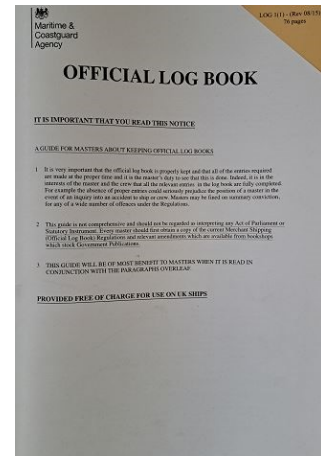 Maritime &
Coastguard
Agency
LOG 1(1) - (Rev 08/15)
76 pages
OFFICIAL LOG BOOK
IT IS IMPORTANT THAT YOU READ THIS NOTICE
A GUIDE FOR MASTERS ABOUT KEEPING OFFICIAL LOG BOOKS
1 It is very important that the official log book is properly kept and that all of the entries required
are made at the proper time and it is the master's duty to see that this is done. Indeed, it is in the
interests of the master and the crew that all the relevant entries in the log book are fully completed.
For example the absence of proper entries could seriously prejudice the position of a master in the
event of an inquiry into an accident to ship or crew. Masters may be fined on summary conviction,
for any of a wide number of offences under the Regulations.
2 This guide is not comprehensive and should not be regarded as interpreting any Act of Parliament or
Statutory Instrument. Every master should first obtain a copy of the current Merchant Shipping
(Official Log Book) Regulations and relevant amendments which are available from bookshops
which stock Government Publications.
3 THIS GUIDE WILL BE OF MOST BENEFIT TO MASTERS WHEN IT IS READ IN
CONJUNCTION WITH THE PARAGRAPHS OVERLEAF
PROVIDED FREE OF CHARGE FOR USE ON UK SHIPS